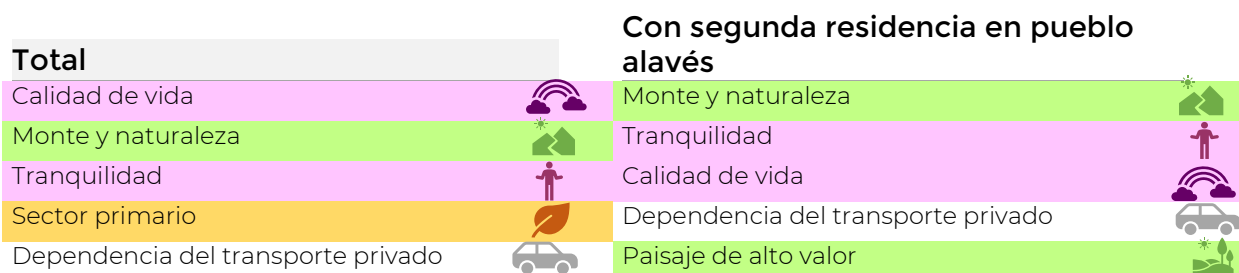 Total
Calidad de vida
Monte y naturaleza
Tranquilidad
Sector primario
Dependencia del transporte privado
Con segunda residencia en pueblo
alavés
Monte y naturaleza
Tranquilidad
Calidad de vida
Dependencia del transporte privado
Paisaje de alto valor